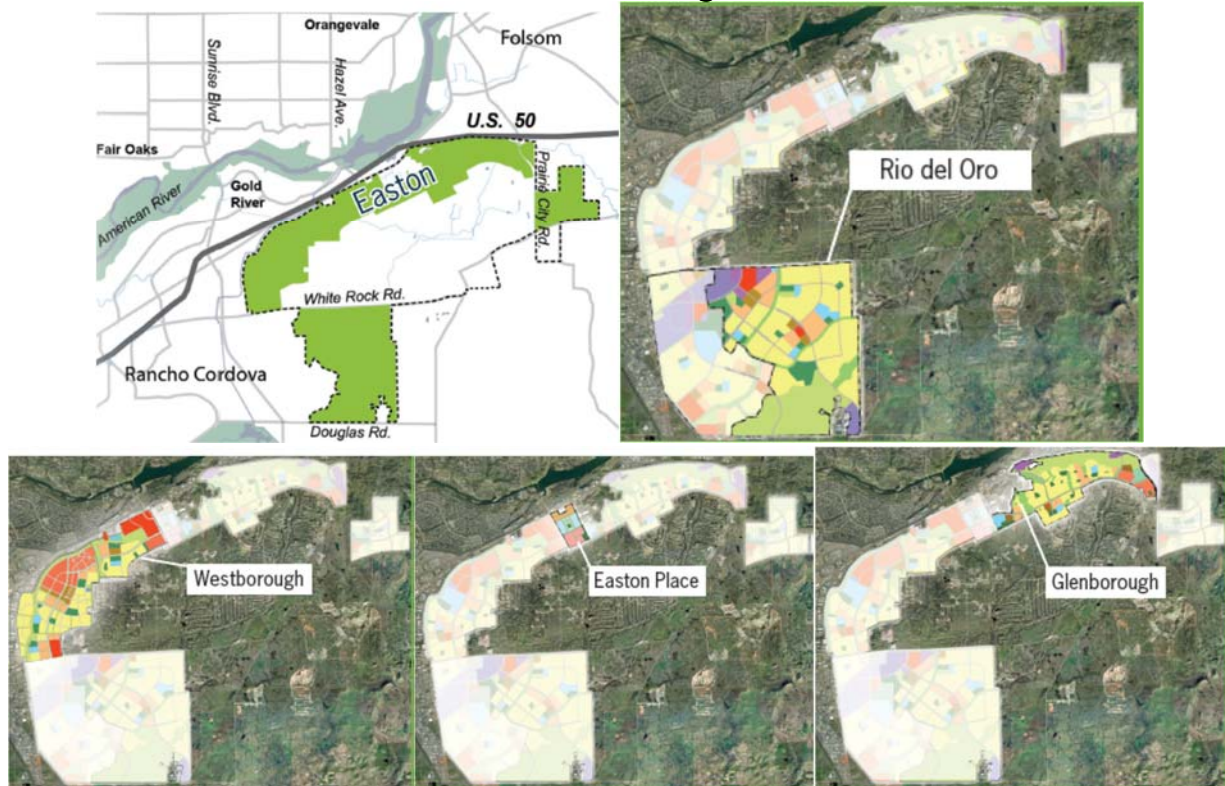 Orangevale
Folsom
Sunrise Blvd.
Hazel Ave.
U.S. 50
Fair Oaks
Easton
Prairie City Rd.
Gold
River
American River
White Rock Rd.
Rancho Cordova
Douglas Rd.
Rio del Oro
Westborough
Easton Place
Glenborough